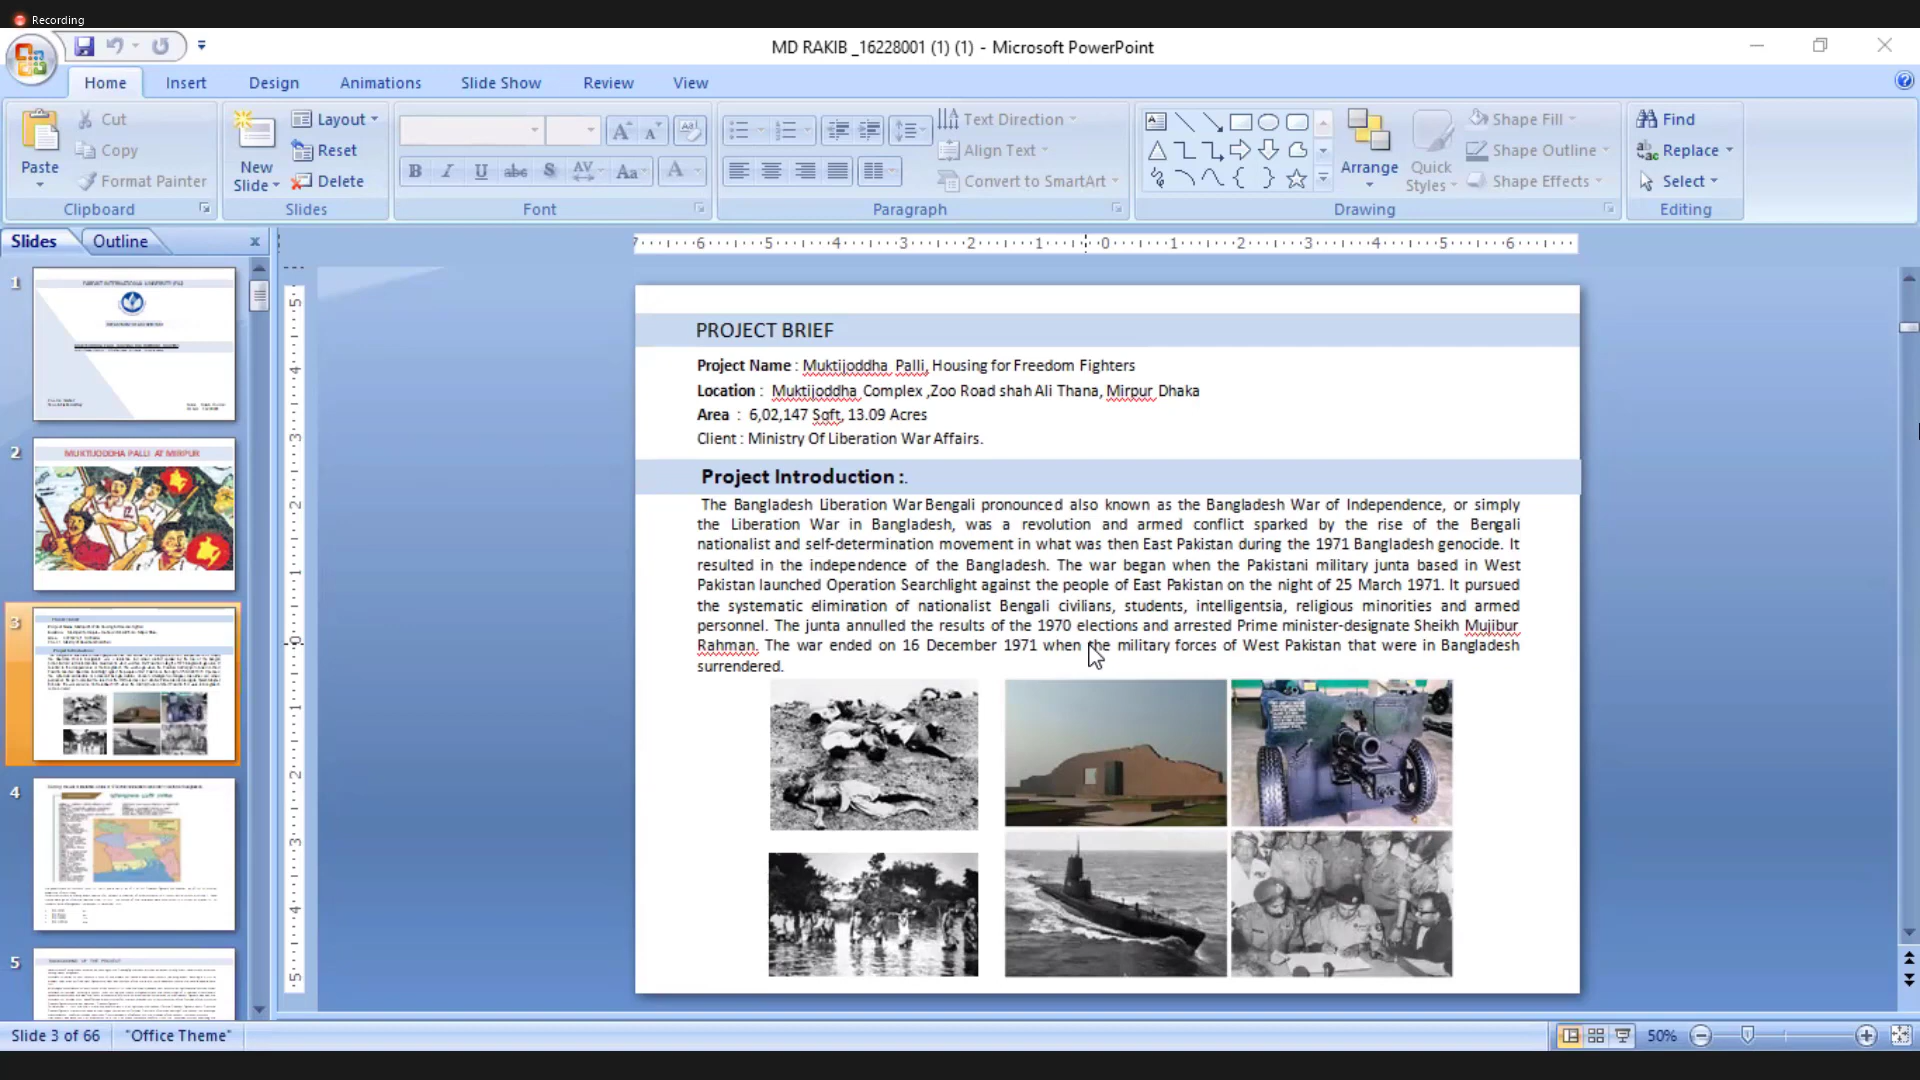 Recording
MD RAKIB _16228001 (1) (1) - Microsoft PowerPoint
Home
Insert
Design
Animations
Slide Show
Review
View
Paste
Cut
Copy
Format Painter
Clipboard
New Slide
Layout
Reset
Delete
Slides
Font
Text Direction
Align Text
Convert to SmartArt
Paragraph
Arrange
Quick Styles
Shape Fill
Shape Outline
Shape Effects
Drawing
Find
Replace
Select
Editing
Slides
Outline
1
2
MUKTIJODDHA PALLI AT MIRPUR
3
4
5
PROJECT BRIEF
Project Name : Muktijoddha Palli, Housing for Freedom Fighters
Location : Muktijoddha Complex ,Zoo Road shah Ali Thana, Mirpur Dhaka
Area : 6,02,147 Sqft, 13.09 Acres
Client : Ministry Of Liberation War Affairs.
Project Introduction :.
The Bangladesh Liberation War Bengali pronounced also known as the Bangladesh War of Independence, or simply
the Liberation War in Bangladesh, was a revolution and armed conflict sparked by the rise of the Bengali
nationalist and self-determination movement in what was then East Pakistan during the 1971 Bangladesh genocide. It
resulted in the independence of the Bangladesh. The war began when the Pakistani military junta based in West
Pakistan launched Operation Searchlight against the people of East Pakistan on the night of 25 March 1971. It pursued
the systematic elimination of nationalist Bengali civilians, students, intelligentsia, religious minorities and armed
personnel. The junta annulled the results of the 1970 elections and arrested Prime minister-designate Sheikh Mujibur
Rahman. The war ended on 16 December 1971 when the military forces of West Pakistan that were in Bangladesh
surrendered.
Slide 3 of 66
"Office Theme"
50%